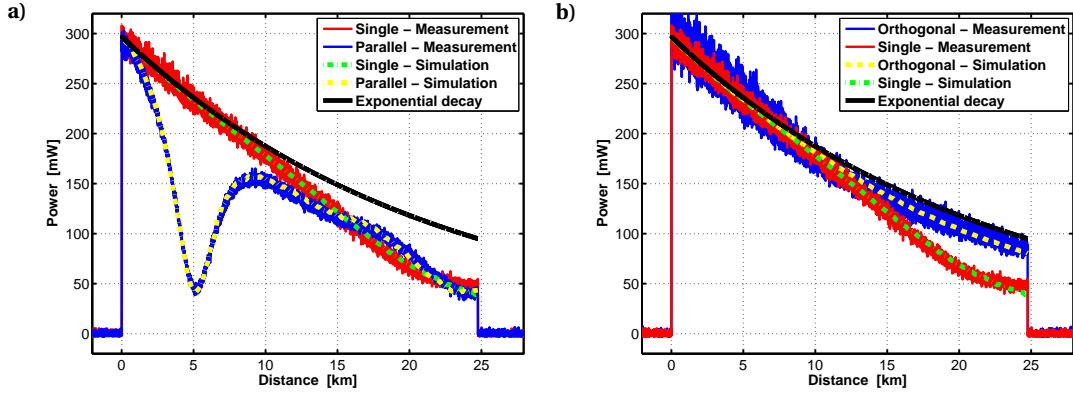 a)
Power [mW]
300
250
200
150
100
50
0
Single – Measurement
Parallel – Measurement
Single – Simulation
Parallel – Simulation
Exponential decay
0 5 10 15 20 25
Distance [km]
b)
Power [mW]
300
250
200
150
100
50
0
Orthogonal – Measurement
Single – Measurement
Orthogonal – Simulation
Single – Simulation
Exponential decay
0 5 10 15 20 25
Distance [km]